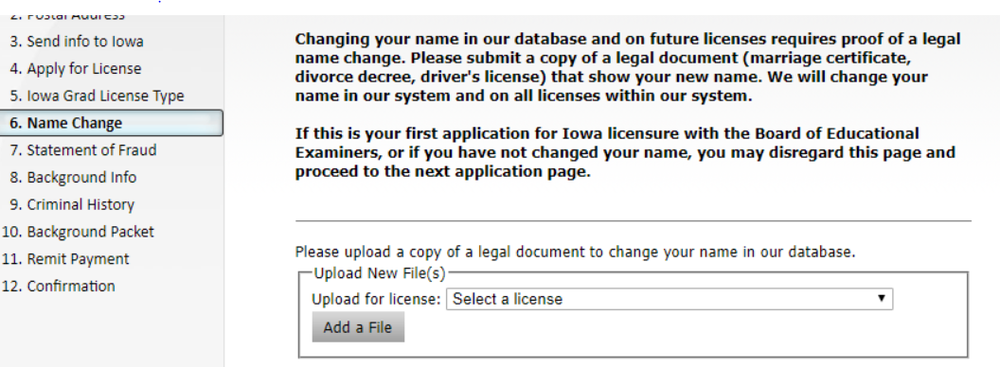 2. Postal Address
3. Send info to Iowa
4. Apply for License
5. Iowa Grad License Type
6. Name Change
7. Statement of Fraud
8. Background Info
9. Criminal History
10. Background Packet
11. Remit Payment
12. Confirmation
Changing your name in our database and on future licenses requires proof of a legal
name change. Please submit a copy of a legal document (marriage certificate,
divorce decree, driver's license) that show your new name. We will change your
name in our system and on all licenses within our system.
If this is your first application for Iowa licensure with the Board of Educational
Examiners, or if you have not changed your name, you may disregard this page and
proceed to the next application page.
Please upload a copy of a legal document to change your name in our database.
Upload New File(s)
Upload for license: Select a license
Add a File